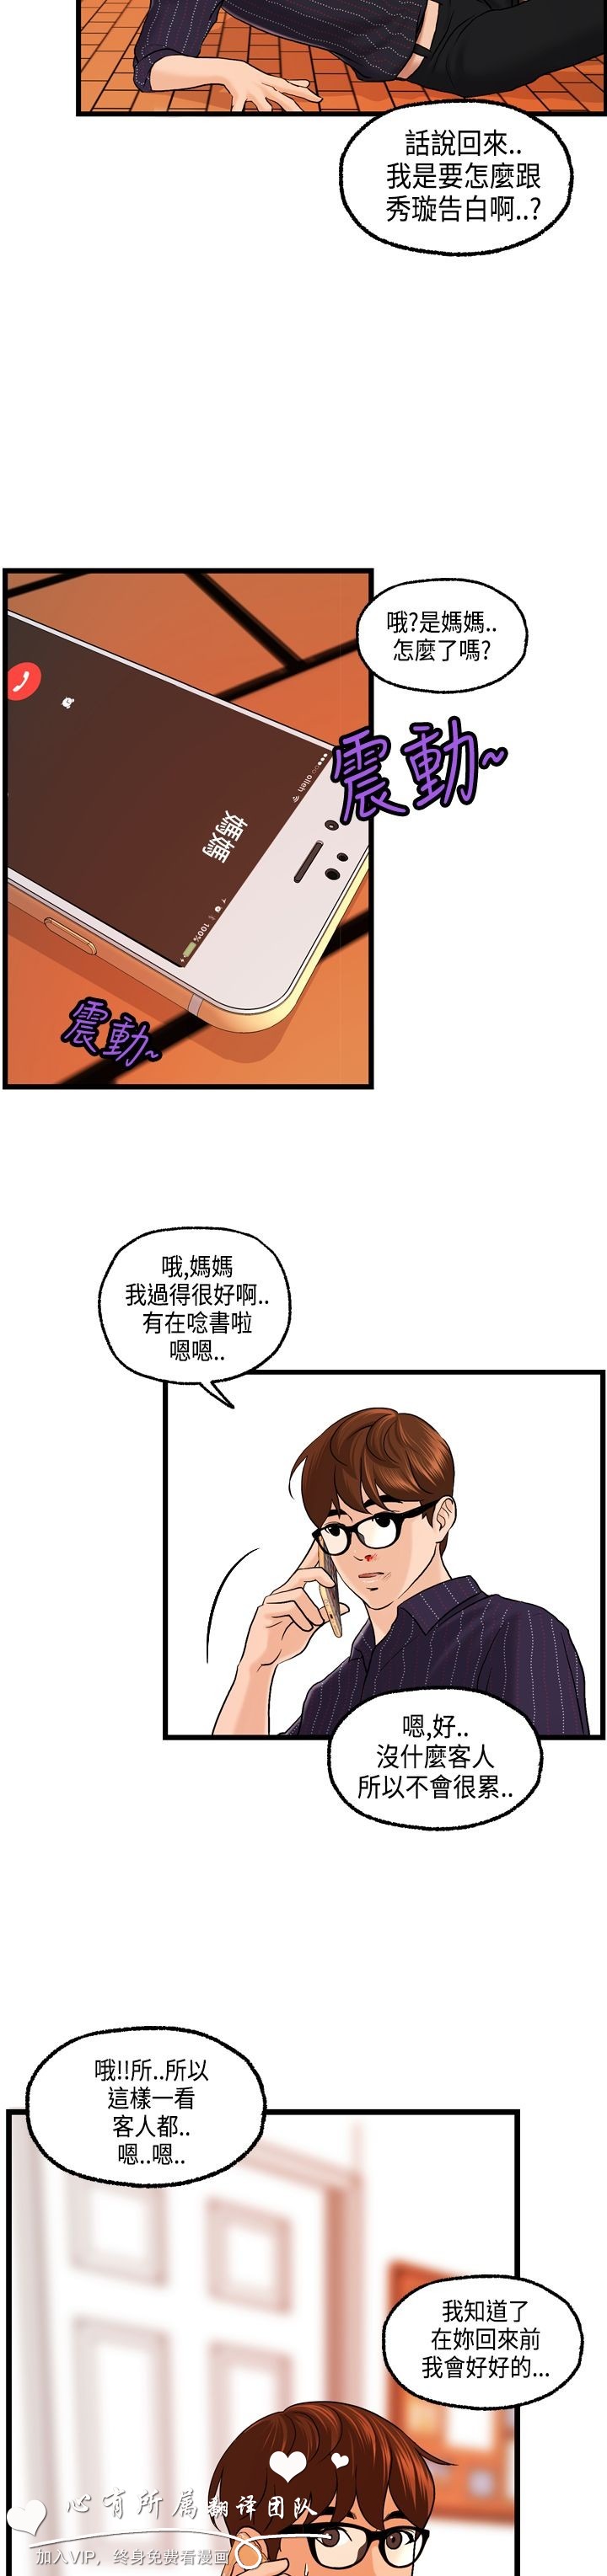 話說回來..
我是要怎麼跟
秀璇告白啊..?
哦?是媽媽..
怎麼了嗎?
震動~
olleh
媽媽
100%
震動~
哦,媽媽
我過得很好啊..
有在唸書啦
嗯嗯..
嗯,好..
沒什麼客人
所以不會很累..
哦!!所..所以
這樣一看
客人都..
嗯..嗯..
我知道了
在妳回來前
我會好好的...
心有所属翻译团队
加入VIP，终身免费看漫画